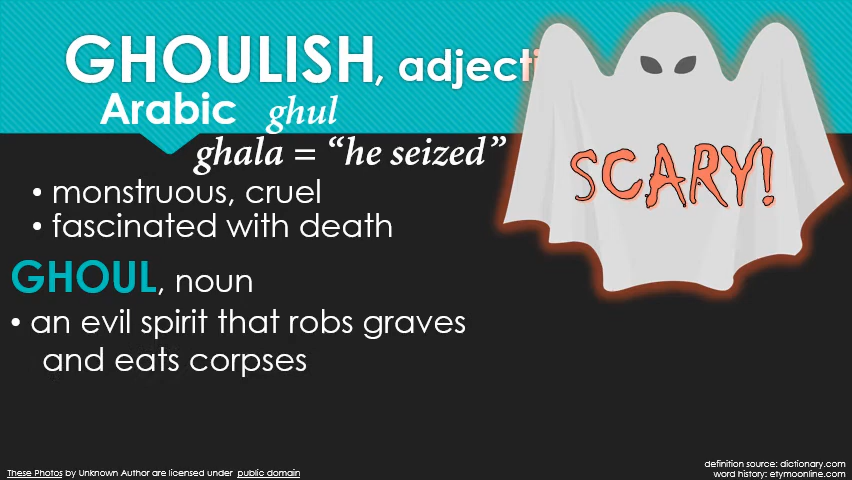 GHOULISH, adjecti
Arabic ghul
ghala = “he seized”
• monstruous, cruel
• fascinated with death
SCARY!
GHOUL, noun
• an evil spirit that robs graves
and eats corpses
These Photos by Unknown Author are licensed under public domain
definition source: dictionary.com
word history: etymoonline.com